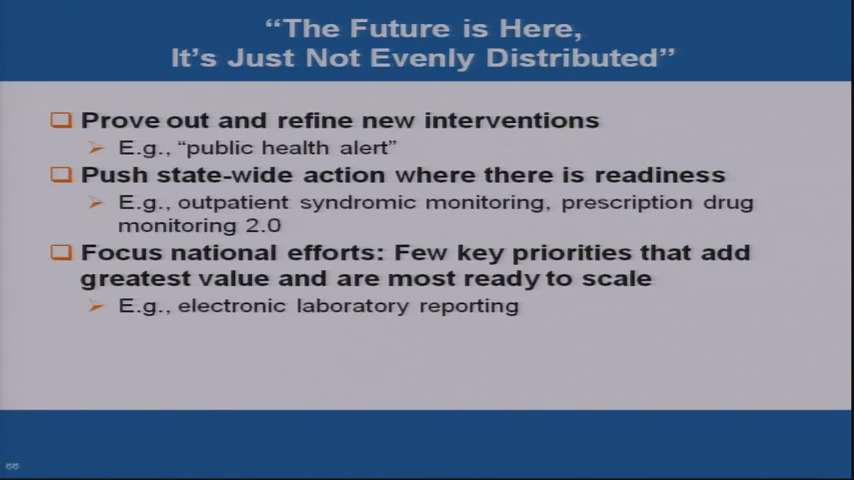 “The Future is Here,
It’s Just Not Evenly Distributed”
Prove out and refine new interventions
E.g., “public health alert”
Push state-wide action where there is readiness
E.g., outpatient syndromic monitoring, prescription drug
monitoring 2.0
Focus national efforts: Few key priorities that add
greatest value and are most ready to scale
E.g., electronic laboratory reporting